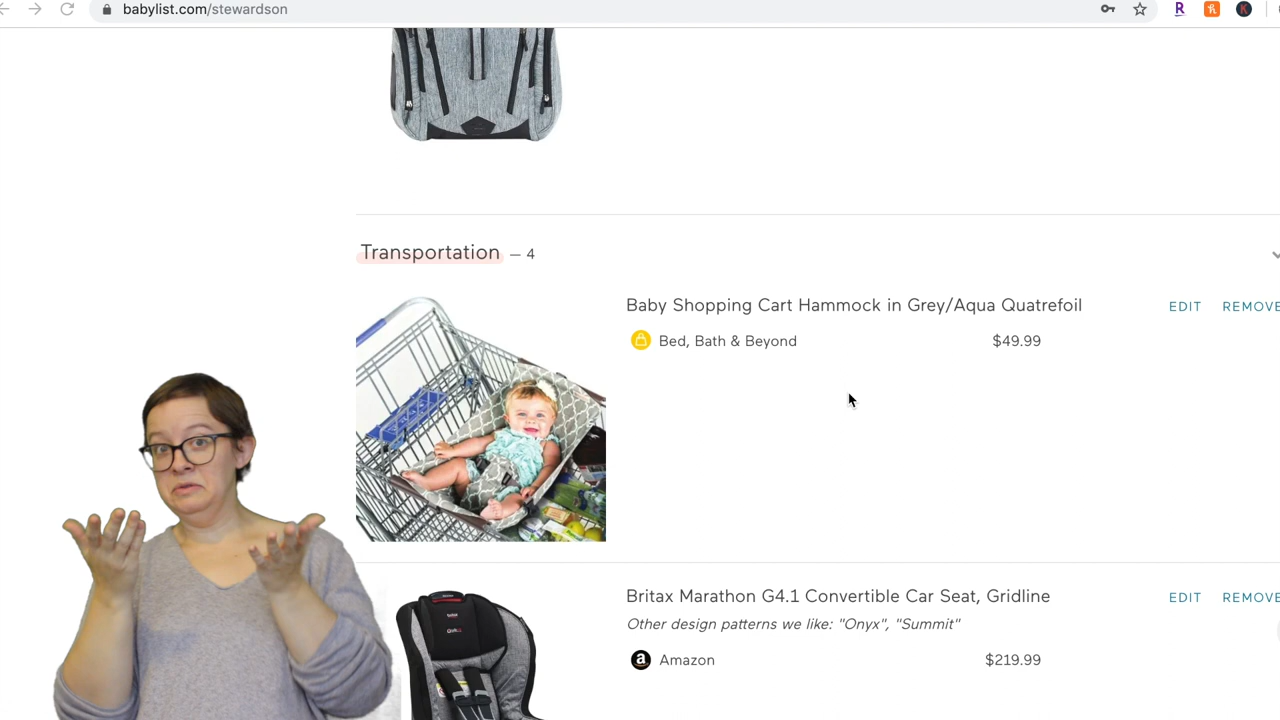 babylist.com/stewardson
Transportation — 4
Baby Shopping Cart Hammock in Grey/Aqua Quatrefoil
EDIT REMOVE
Bed, Bath & Beyond $49.99
Britax Marathon G4.1 Convertible Car Seat, Gridline
EDIT REMOVE
Other design patterns we like: "Onyx", "Summit"
Amazon $219.99